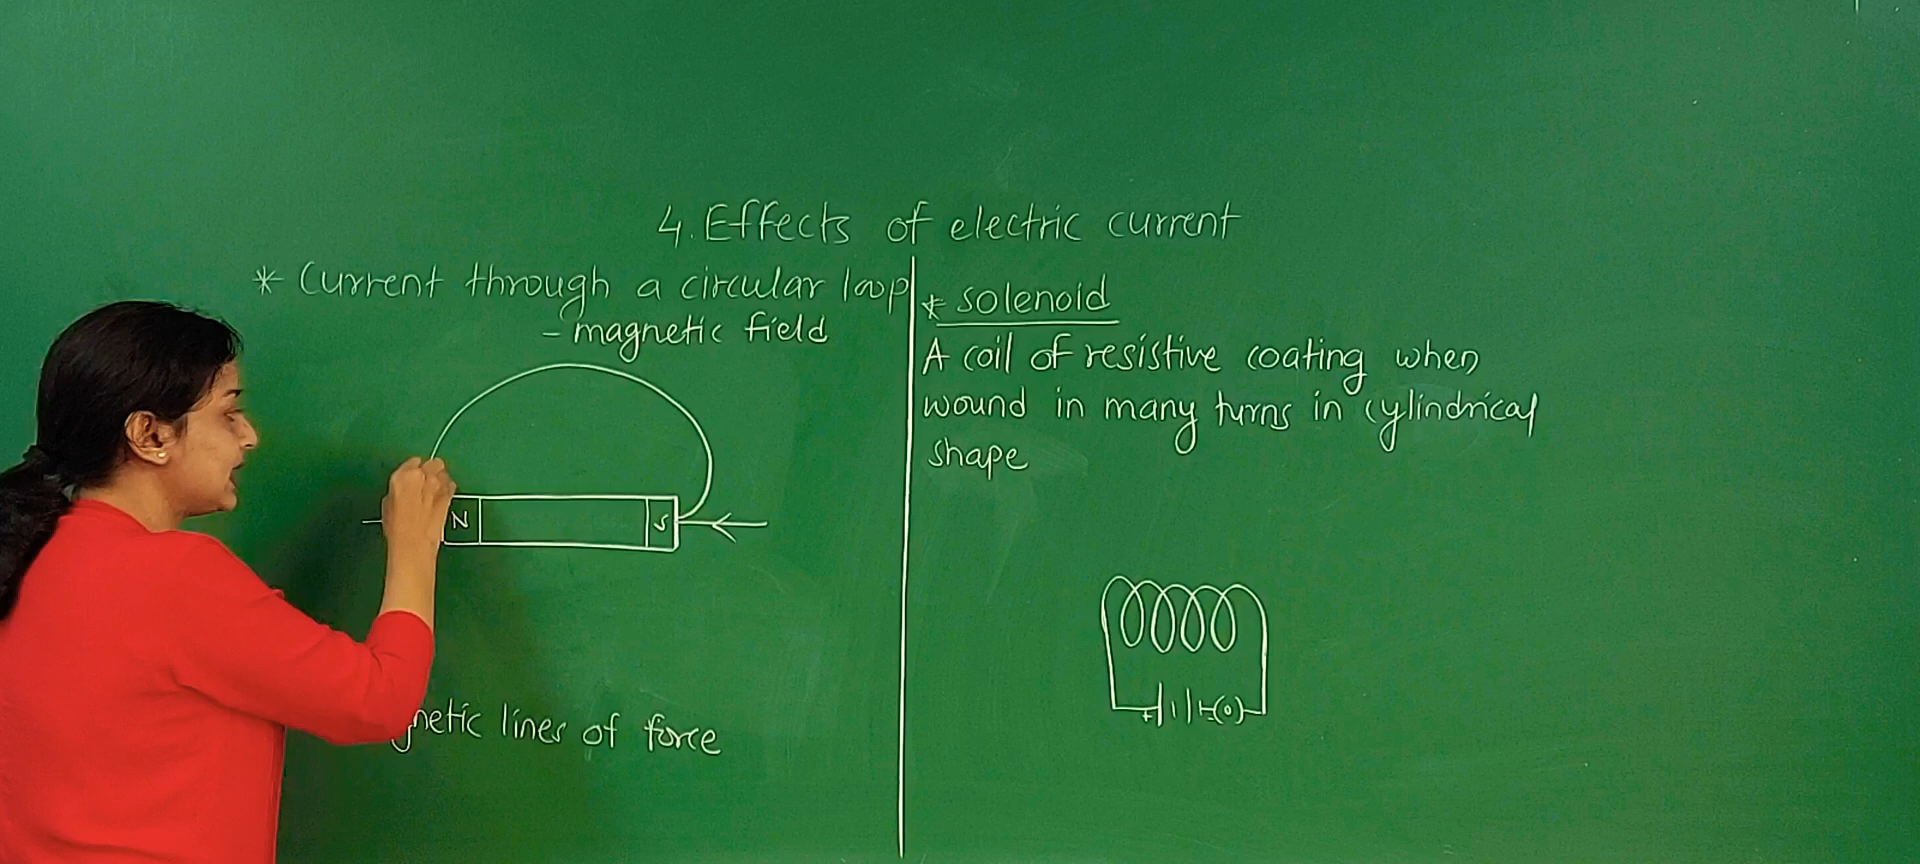 4. Effects of electric current
* Current through a circular loop
- magnetic field
N S
netic lines of force
* solenoid
A coil of resistive coating when
wound in many turns in cylindrical
shape
+ - (·)